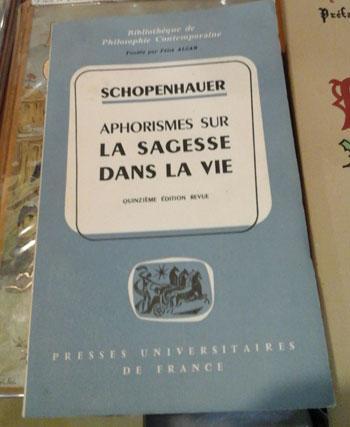 Bibliothèque de
Philosophie Contemporaine
Fondée par Félix ALCAN
SCHOPENHAUER
APHORISMES SUR
LA SAGESSE
DANS LA VIE
QUINZIÈME ÉDITION REVUE
PRESSES UNIVERSITAIRES
DE FRANCE
Préfa